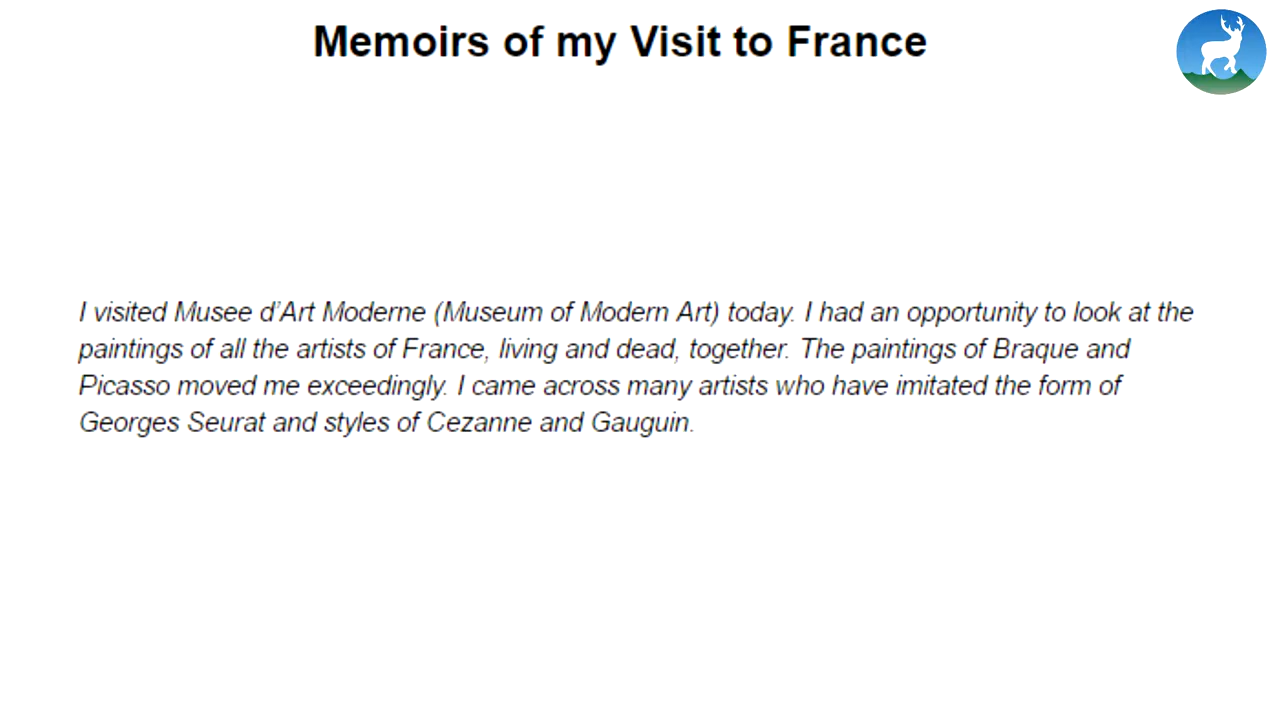 Memoirs of my Visit to France
I visited Musee d’Art Moderne (Museum of Modern Art) today. I had an opportunity to look at the
paintings of all the artists of France, living and dead, together. The paintings of Braque and
Picasso moved me exceedingly. I came across many artists who have imitated the form of
Georges Seurat and styles of Cezanne and Gauguin.